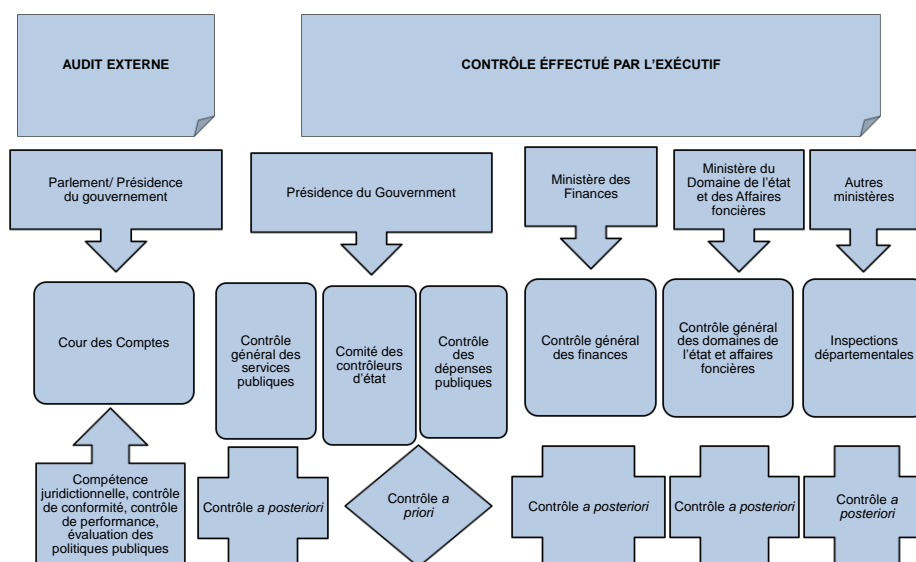 AUDIT EXTERNE
CONTRÔLE ÉFFECTUÉ PAR L'EXÉCUTIF
Parlement/ Présidence
du gouvernement
Présidence du Gouvernment
Ministère des
Finances
Ministère du
Domaine de l'état
et des Affaires
foncières
Autres
ministères
Cour des Comptes
Contrôle
général des
services
publiques
Comité des
contrôleurs
d'état
Contrôle
des
dépenses
publiques
Contrôle général
des finances
Contrôle général
des domaines de
l'état et affaires
foncières
Inspections
départementales
Compétence
juridictionnelle, contrôle
de conformité, contrôle
de performance,
évaluation des
politiques publiques
Contrôle a posteriori
Contrôle a
priori
Contrôle a posteriori
Contrôle a posteriori
Contrôle a
posteriori